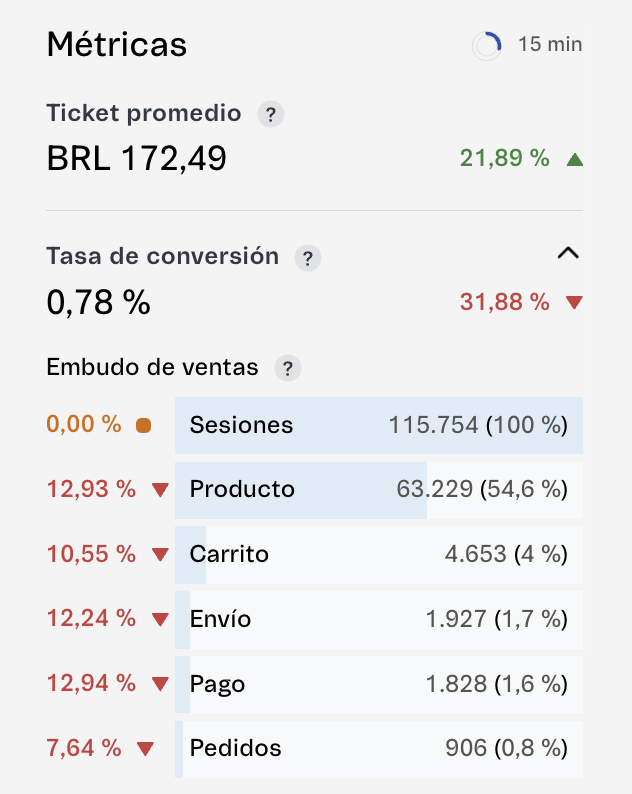 Métricas 15 min
Ticket promedio ?
BRL 172,49 21,89 % ▲
Tasa de conversión ?
0,78 % 31,88 % ▼
Embudo de ventas ?
0,00 % Sesiones 115.754 (100 %)
12,93 % ▼ Producto 63.229 (54,6 %)
10,55 % ▼ Carrito 4.653 (4 %)
12,24 % ▼ Envío 1.927 (1,7 %)
12,94 % ▼ Pago 1.828 (1,6 %)
7,64 % ▼ Pedidos 906 (0,8 %)